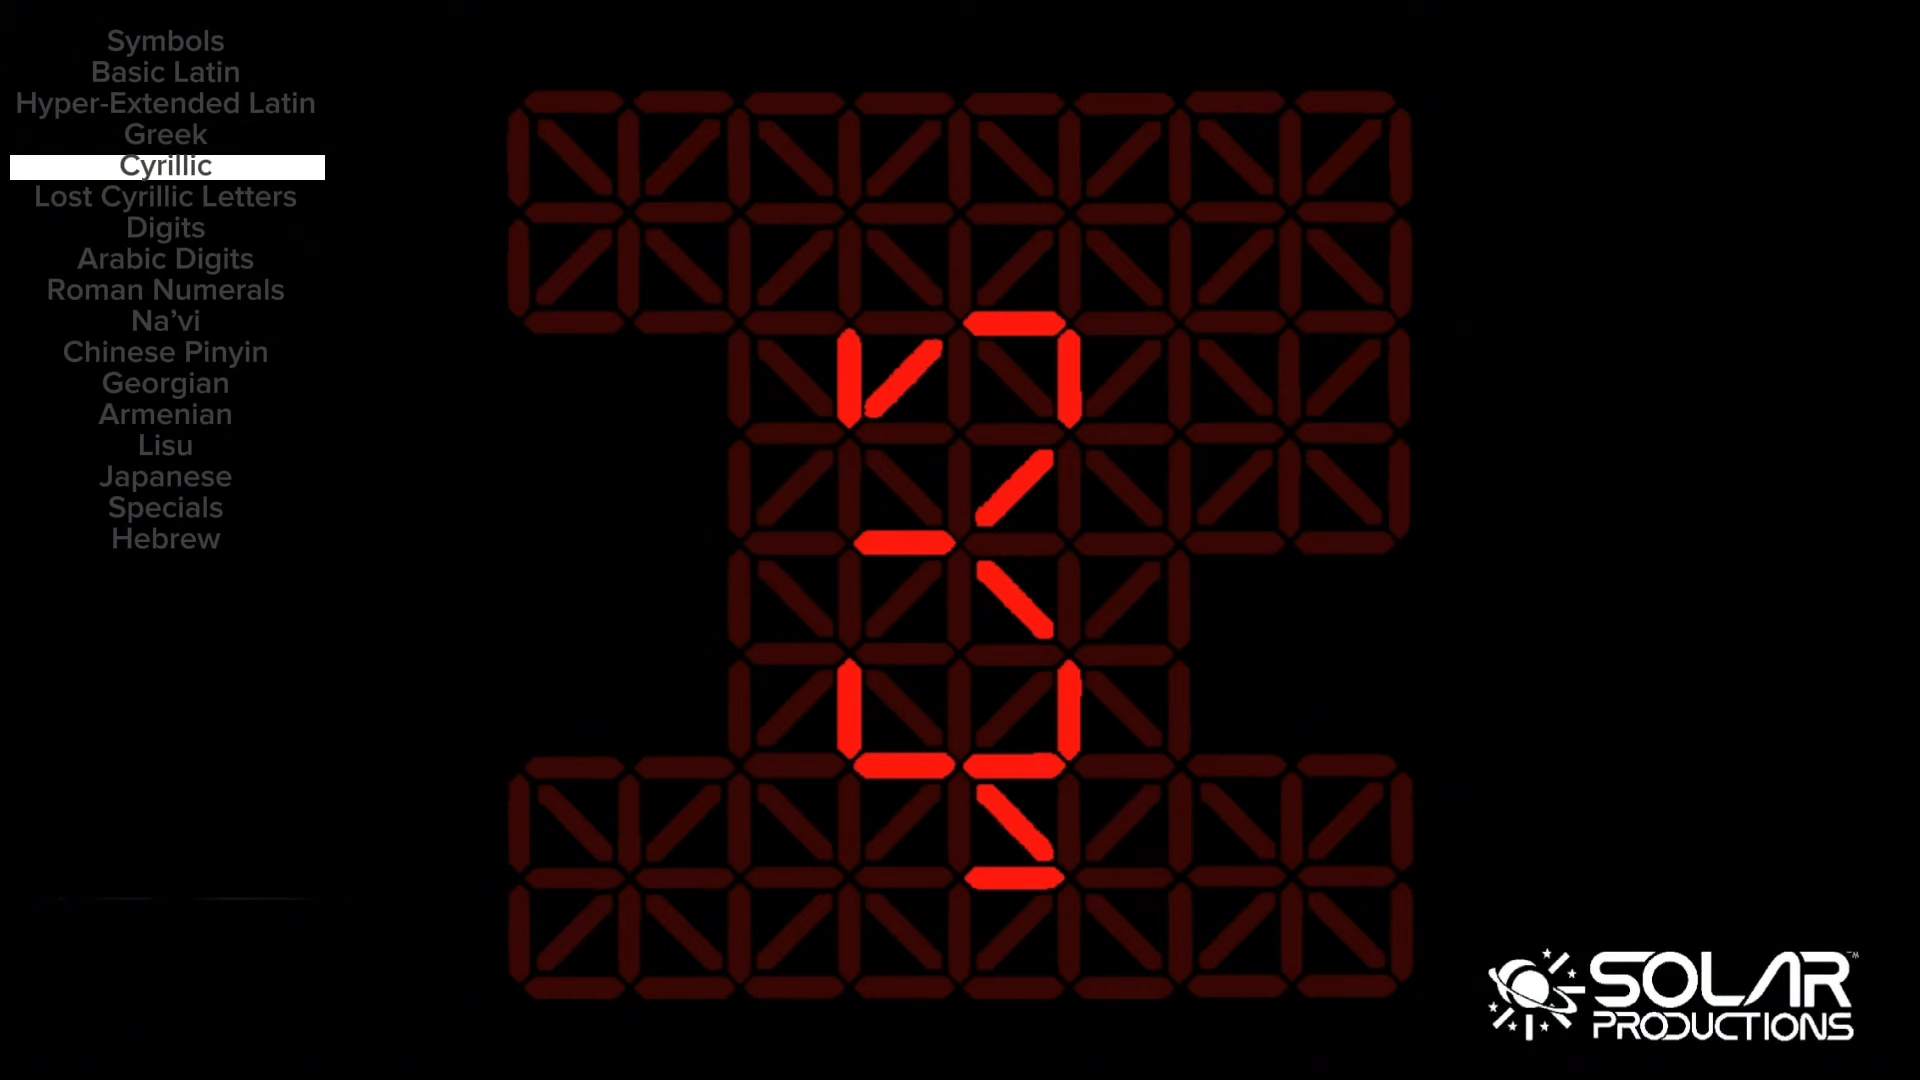 Symbols
Basic Latin
Hyper-Extended Latin
Greek
Cyrillic
Lost Cyrillic Letters
Digits
Arabic Digits
Roman Numerals
Na’vi
Chinese Pinyin
Georgian
Armenian
Lisu
Japanese
Specials
Hebrew
Ҙ
SOLAR™
PRODUCTIONS